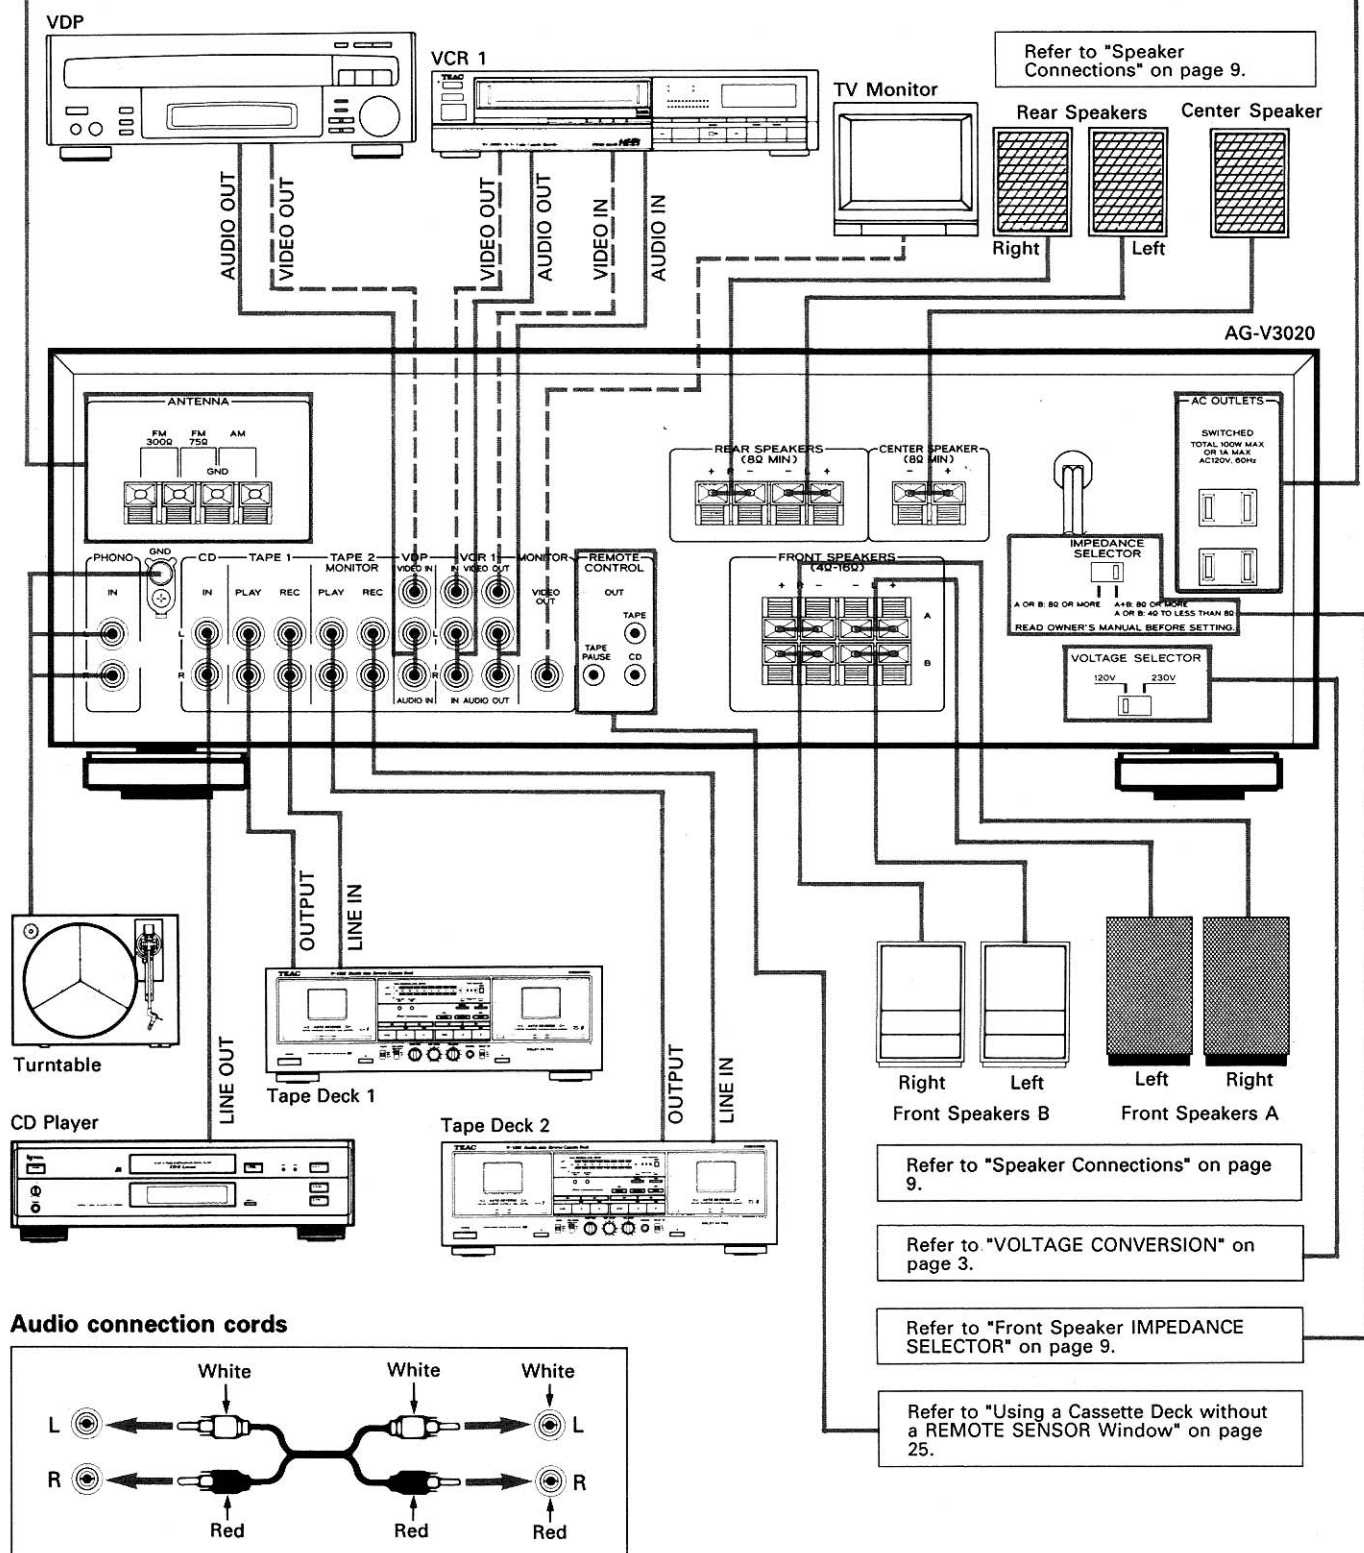 VDP
VCR 1
TEAC
TV Monitor
Refer to "Speaker
Connections" on page 9.
Rear Speakers
Center Speaker
Right
Left
AUDIO OUT
VIDEO OUT
VIDEO OUT
AUDIO OUT
VIDEO IN
AUDIO IN
AG-V3020
ANTENNA
FM
300Ω
FM
75Ω
AM
GND
REAR SPEAKERS
(8Ω MIN)
+ R - - L +
CENTER SPEAKER
(8Ω MIN)
- +
AC OUTLETS
SWITCHED
TOTAL 100W MAX
OR 1A MAX
AC120V, 60Hz
IMPEDANCE
SELECTOR
A OR B: 8Ω OR MORE
A+B: 8Ω OR MORE
A OR B: 4Ω TO LESS THAN 8Ω
READ OWNER'S MANUAL BEFORE SETTING.
PHONO
GND
CD
TAPE 1
TAPE 2
MONITOR
VDP
VCR 1
MONITOR
REMOTE
CONTROL
VIDEO IN
IN VIDEO OUT
IN
IN
PLAY
REC
PLAY
REC
VIDEO
OUT
OUT
TAPE
TAPE
PAUSE
CD
L
R
L
R
L
R
AUDIO IN
IN AUDIO OUT
FRONT SPEAKERS
(4Ω-16Ω)
+ R - - L +
A
B
VOLTAGE SELECTOR
120V
230V
OUTPUT
LINE IN
LINE OUT
OUTPUT
LINE IN
Turntable
TEAC
Tape Deck 1
CD Player
Tape Deck 2
TEAC
Right
Left
Front Speakers B
Left
Right
Front Speakers A
Refer to "Speaker Connections" on page
9.
Refer to "VOLTAGE CONVERSION" on
page 3.
Refer to "Front Speaker IMPEDANCE
SELECTOR" on page 9.
Refer to "Using a Cassette Deck without
a REMOTE SENSOR Window" on page
25.
Audio connection cords
White
White
White
L
L
R
R
Red
Red
Red